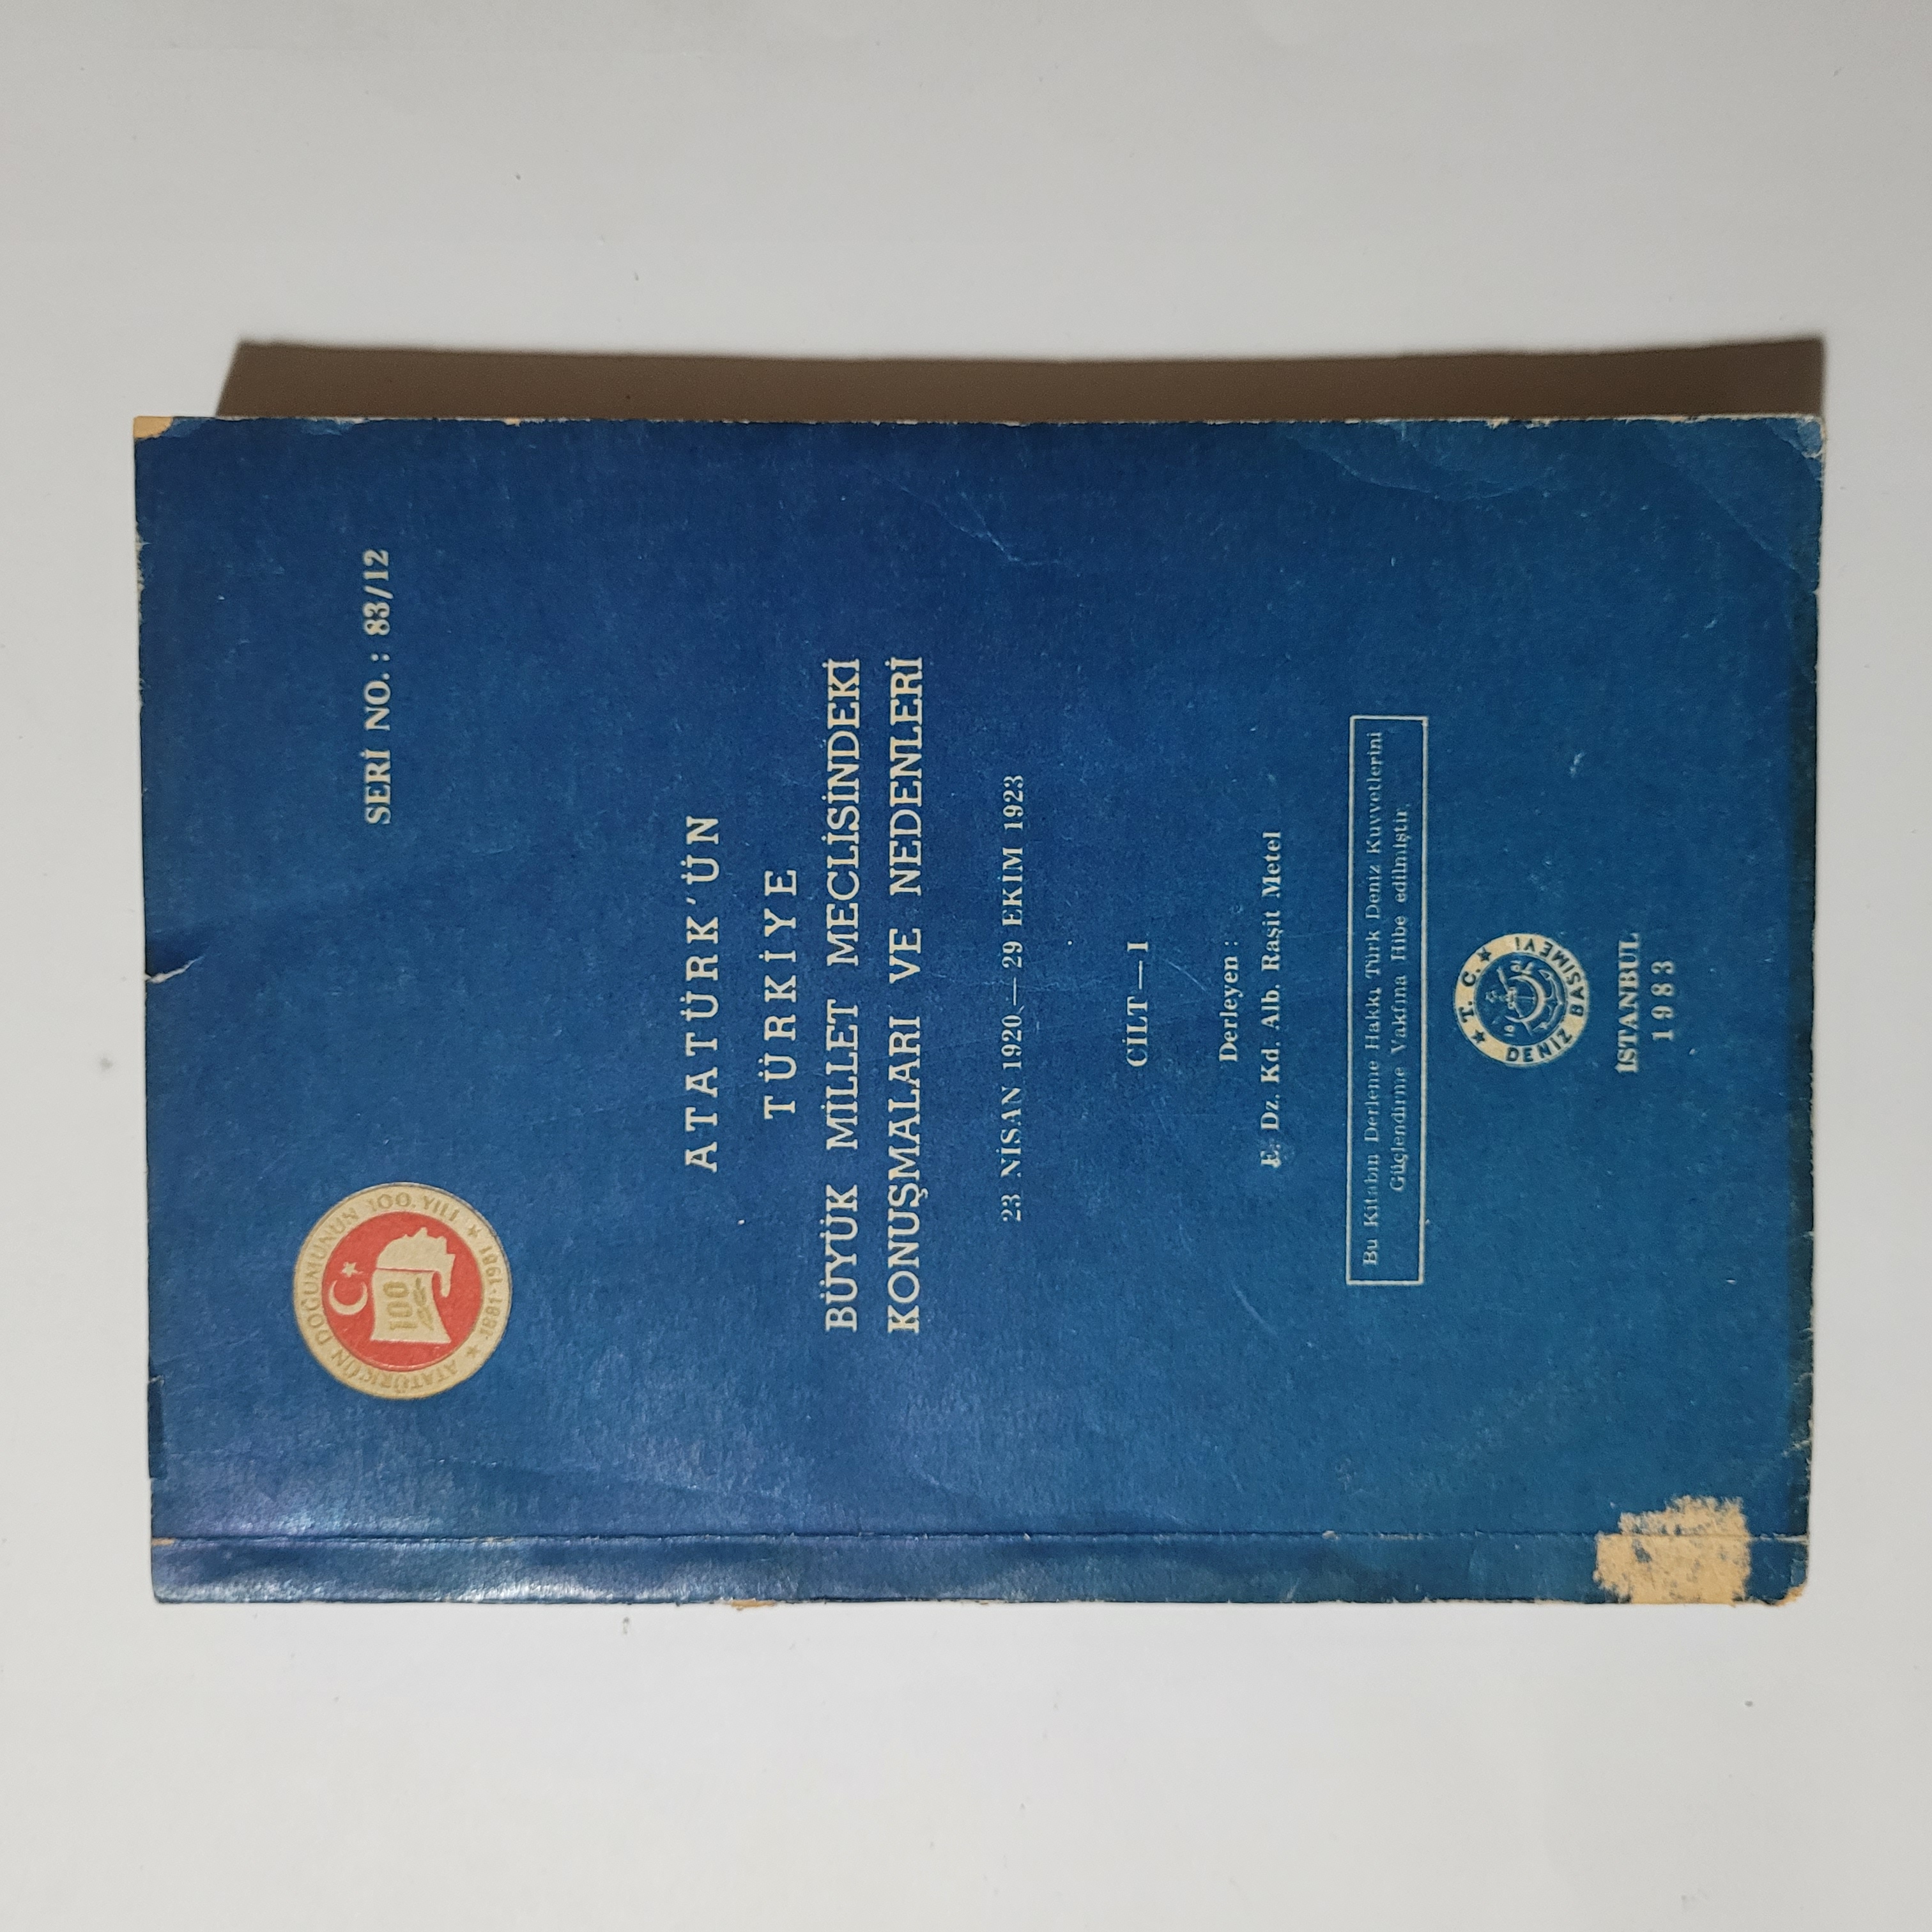 ATATÜRK'ÜN DOĞUMUNUN 100. YILI
1881-1981
100
SERİ NO.: 83/12
ATATÜRK'ÜN
TÜRKİYE
BÜYÜK MİLLET MECLİSİNDEKİ
KONUŞMALARI VE NEDENLERİ
23 NİSAN 1920 — 29 EKİM 1923
CİLT — I
Derleyen :
E. Dz. Kd. Alb. Raşit Metel
Bu Kitabın Derleme Hakkı Türk Deniz Kuvvetlerini
Güçlendirme Vakfına Hibe edilmiştir.
T. C.
DENİZ BASIMEVİ
İSTANBUL
1983